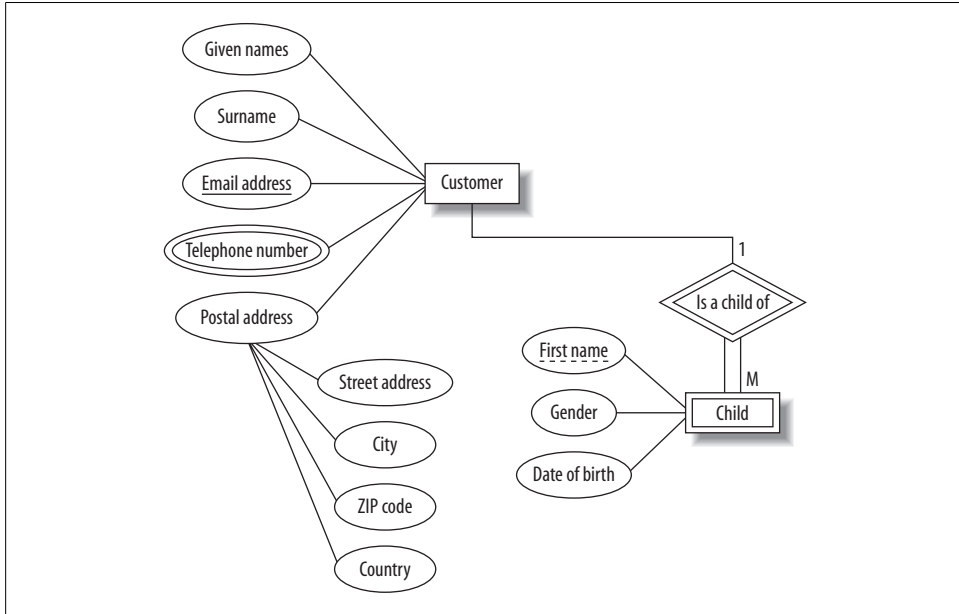 Given names
Surname
Email address
Telephone number
Postal address
Street address
City
ZIP code
Country
Customer
1
Is a child of
M
First name
Gender
Date of birth
Child